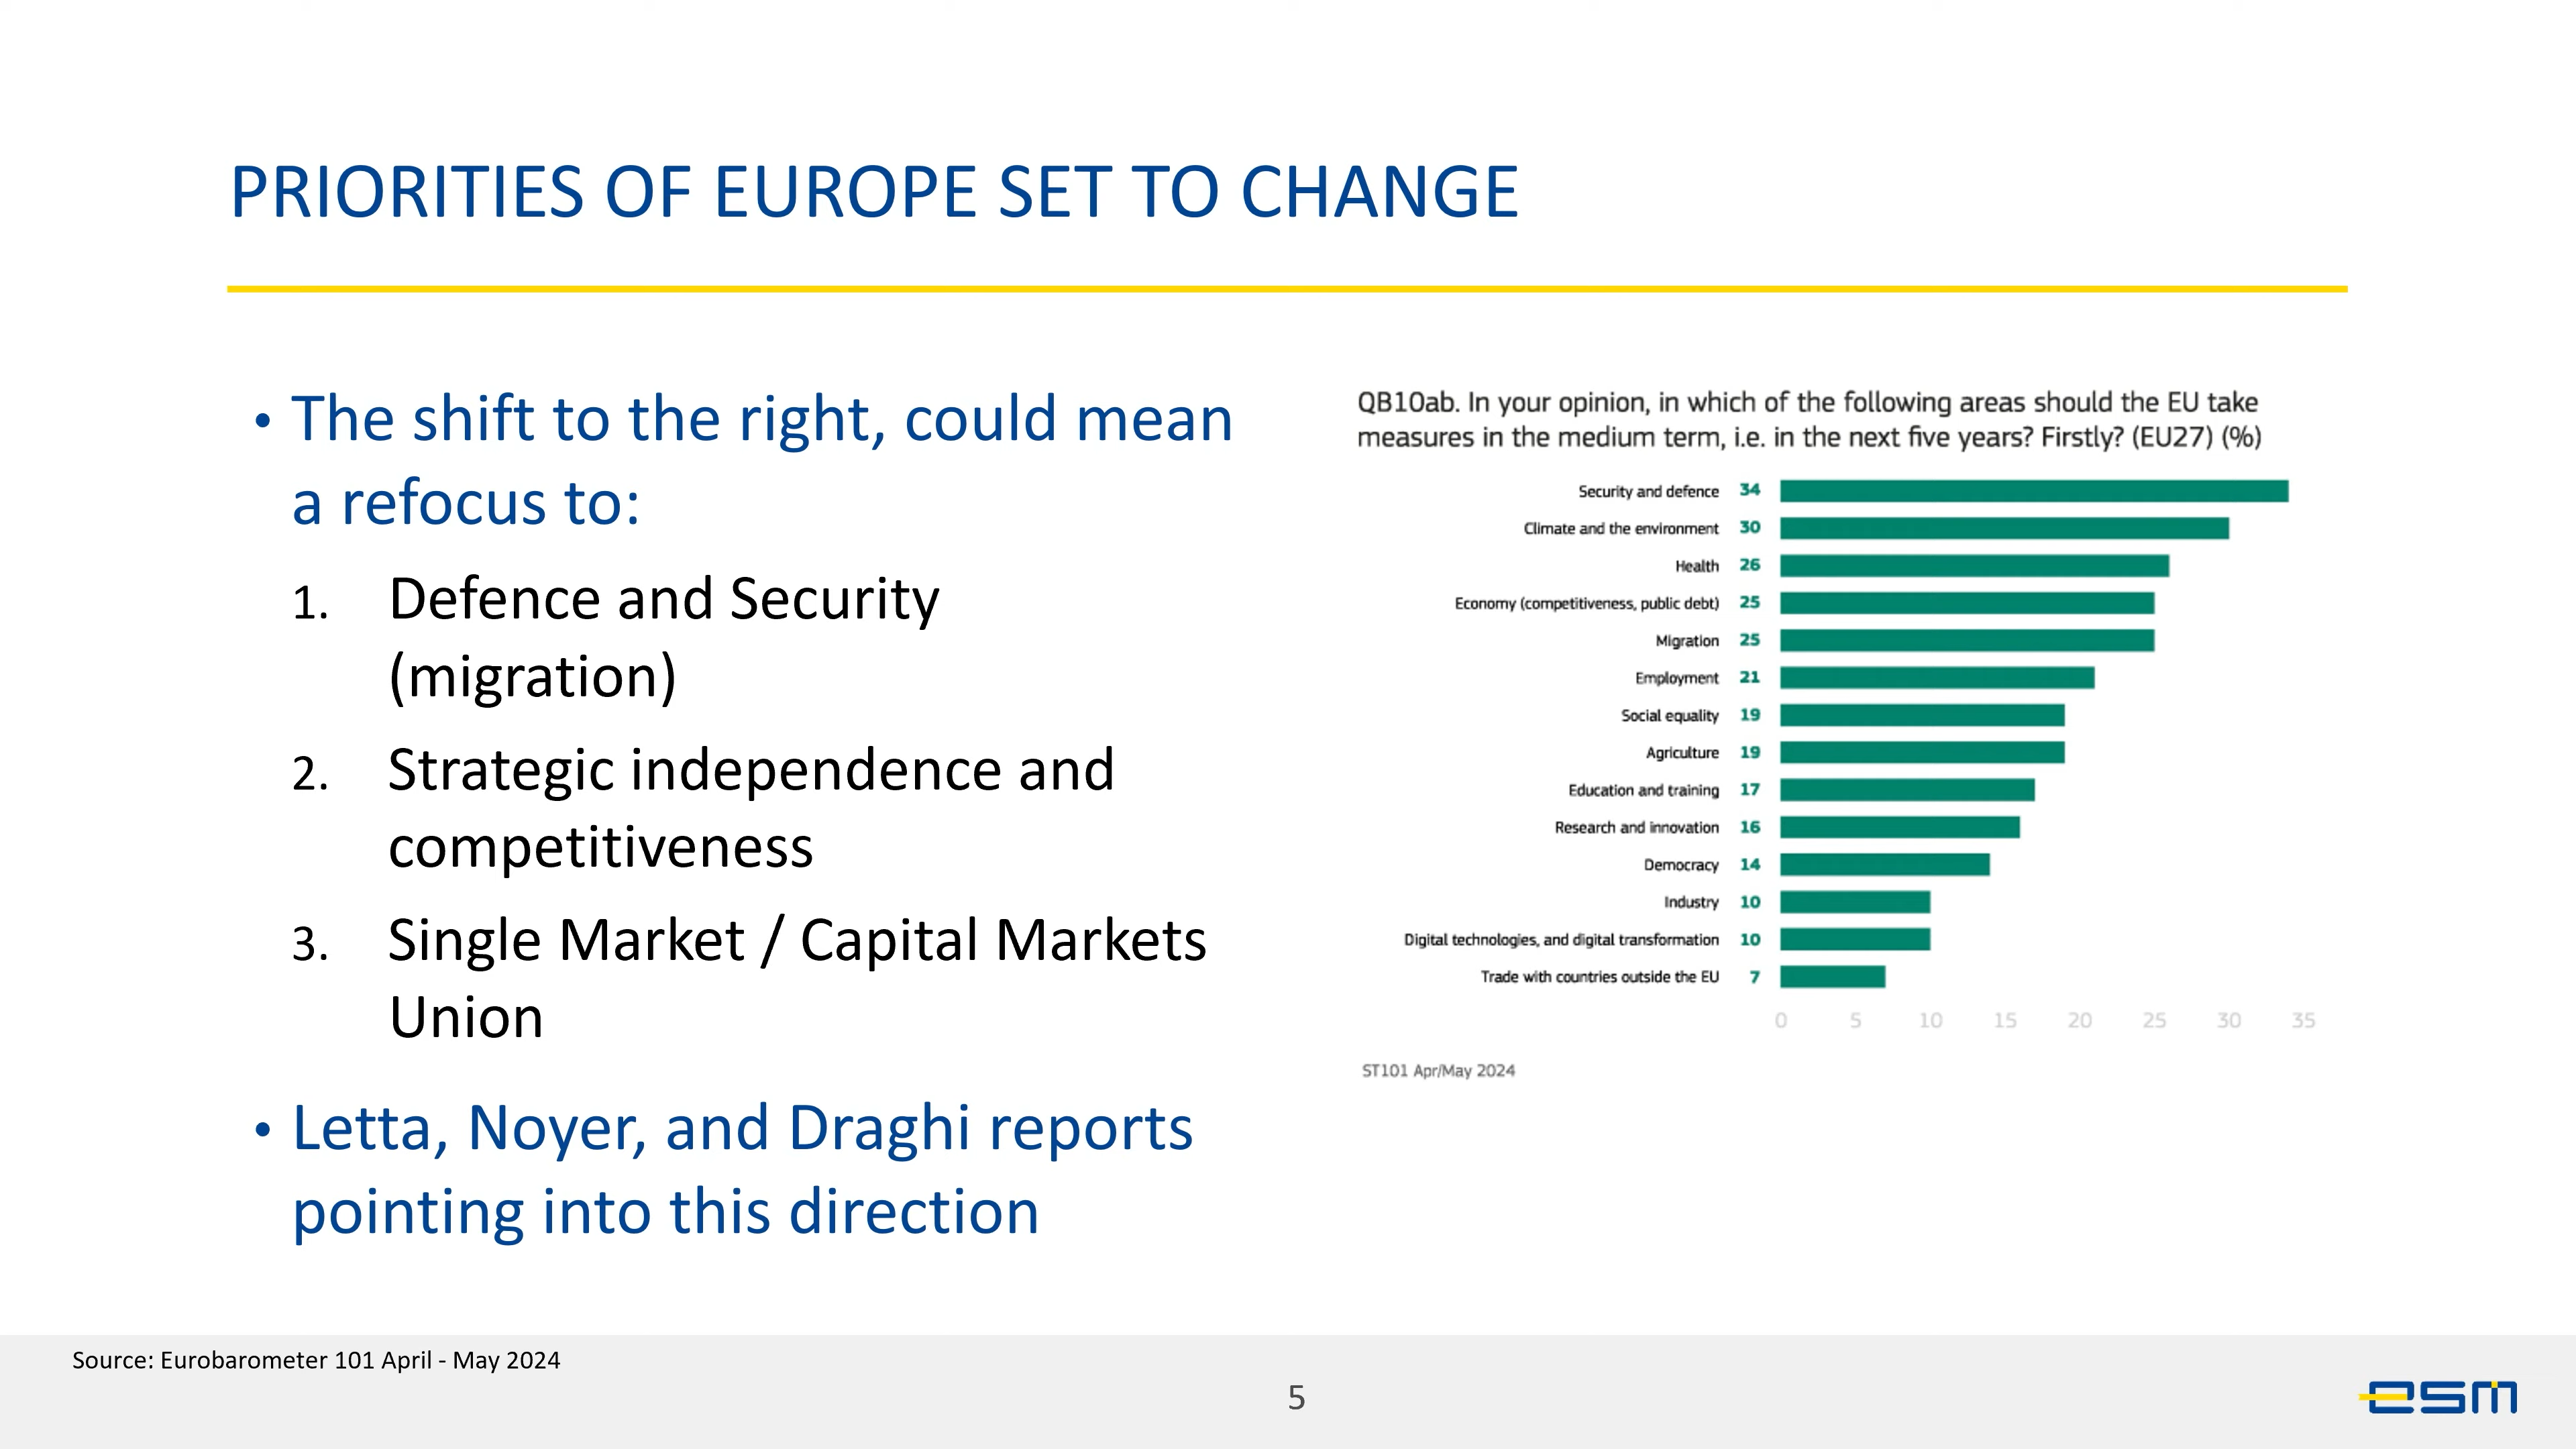 PRIORITIES OF EUROPE SET TO CHANGE
• The shift to the right, could mean
a refocus to:
1. Defence and Security
(migration)
2. Strategic independence and
competitiveness
3. Single Market / Capital Markets
Union
• Letta, Noyer, and Draghi reports
pointing into this direction
QB10ab. In your opinion, in which of the following areas should the EU take
measures in the medium term, i.e. in the next five years? Firstly? (EU27) (%)
Security and defence 34
Climate and the environment 30
Health 26
Economy (competitiveness, public debt) 25
Migration 25
Employment 21
Social equality 19
Agriculture 19
Education and training 17
Research and innovation 16
Democracy 14
Industry 10
Digital technologies, and digital transformation 10
Trade with countries outside the EU 7
0 5 10 15 20 25 30 35
ST101 Apr/May 2024
Source: Eurobarometer 101 April - May 2024
5
esm